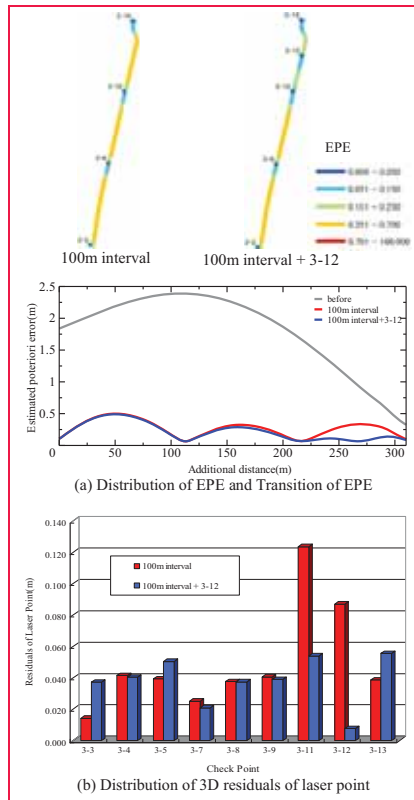 EPE
100m interval
100m interval + 3-12
2.5
2.0
1.5
1
0.5
Estimated poteriori error(m)
before
100m interval
100m interval+3-12
0
50
100
150
200
250
300
Additional distance(m)
(a) Distribution of EPE and Transition of EPE
0.140
0.120
0.100
0.080
0.060
0.040
0.020
0.000
Residuals of Laser Point(m)
100m interval
100m interval + 3-12
3-3
3-4
3-5
3-7
3-8
3-9
3-11
3-12
3-13
Check Point
(b) Distribution of 3D residuals of laser point